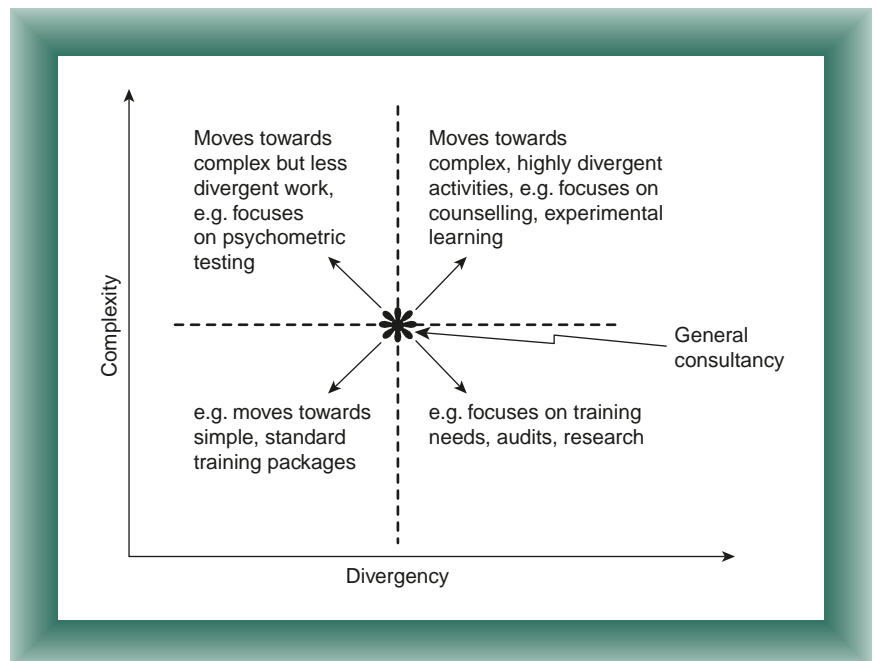 Moves towards
complex but less
divergent work,
e.g. focuses
on psychometric
testing
Moves towards
complex, highly divergent
activities, e.g. focuses on
counselling, experimental
learning
Complexity
General
consultancy
e.g. moves towards
simple, standard
training packages
e.g. focuses on training
needs, audits, research
Divergency